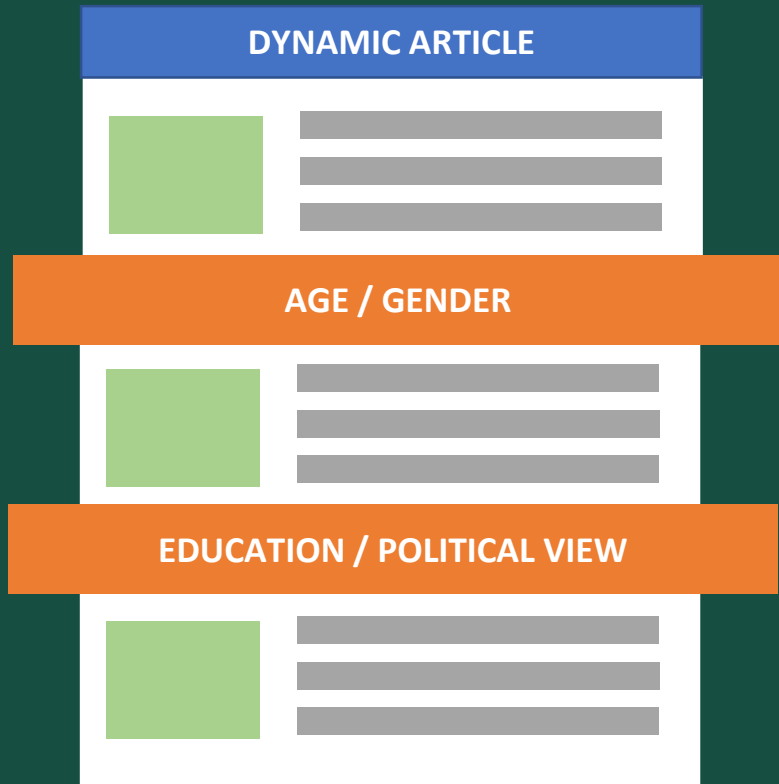 DYNAMIC ARTICLE
AGE / GENDER
EDUCATION / POLITICAL VIEW